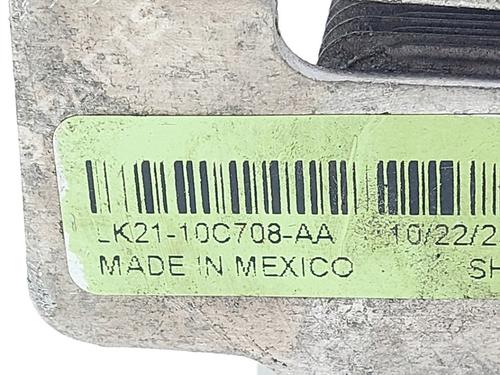 LK21-10C708-AA 10/22/2
MADE IN MEXICO SH